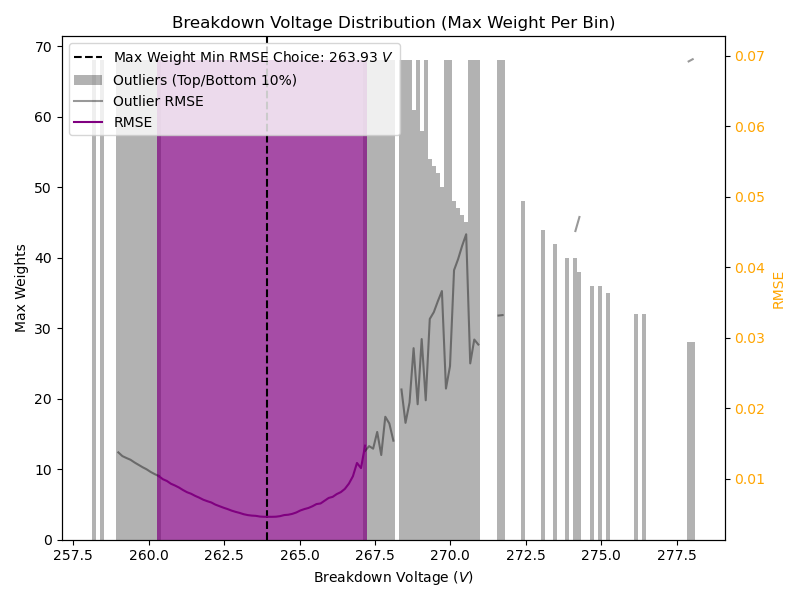 Breakdown Voltage Distribution (Max Weight Per Bin)
Max Weight Min RMSE Choice: 263.93 V
Outliers (Top/Bottom 10%)
Outlier RMSE
RMSE
70
60
50
40
30
20
10
0
Max Weights
0.07
0.06
0.05
0.04
0.03
0.02
0.01
RMSE
257.5 260.0 262.5 265.0 267.5 270.0 272.5 275.0 277.5
Breakdown Voltage (V)